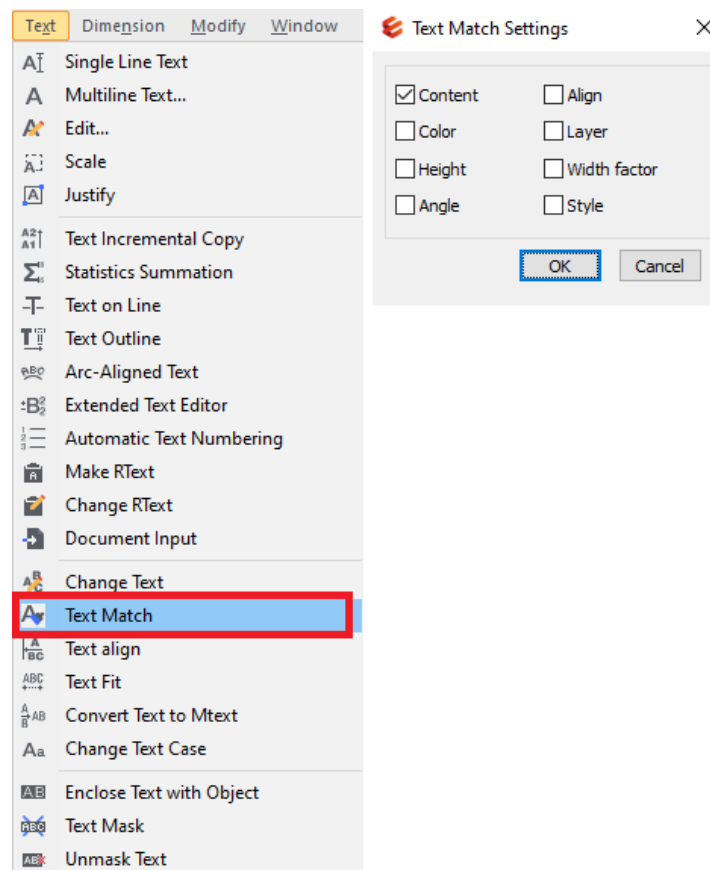 Text Dimension Modify Window
Single Line Text
Multiline Text...
Edit...
Scale
Justify
Text Incremental Copy
Statistics Summation
Text on Line
Text Outline
Arc-Aligned Text
Extended Text Editor
Automatic Text Numbering
Make RText
Change RText
Document Input
Change Text
Text Match
Text align
Text Fit
Convert Text to Mtext
Change Text Case
Enclose Text with Object
Text Mask
Unmask Text
Text Match Settings
Content Align
Color Layer
Height Width factor
Angle Style
OK Cancel